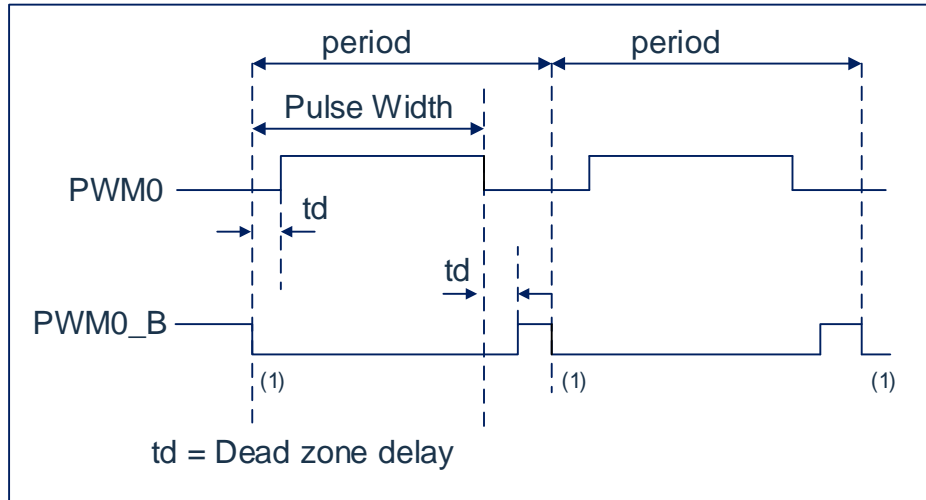 period period
Pulse Width
PWM0
td
td
PWM0_B
(1) (1) (1)
td = Dead zone delay